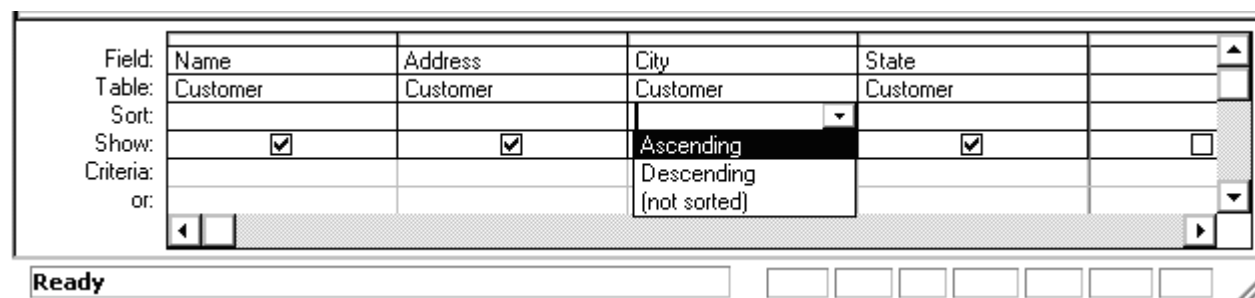 Field: Name Address City State
Table: Customer Customer Customer Customer
Sort:
Show: Ascending
Criteria: Descending
or: (not sorted)
Ready